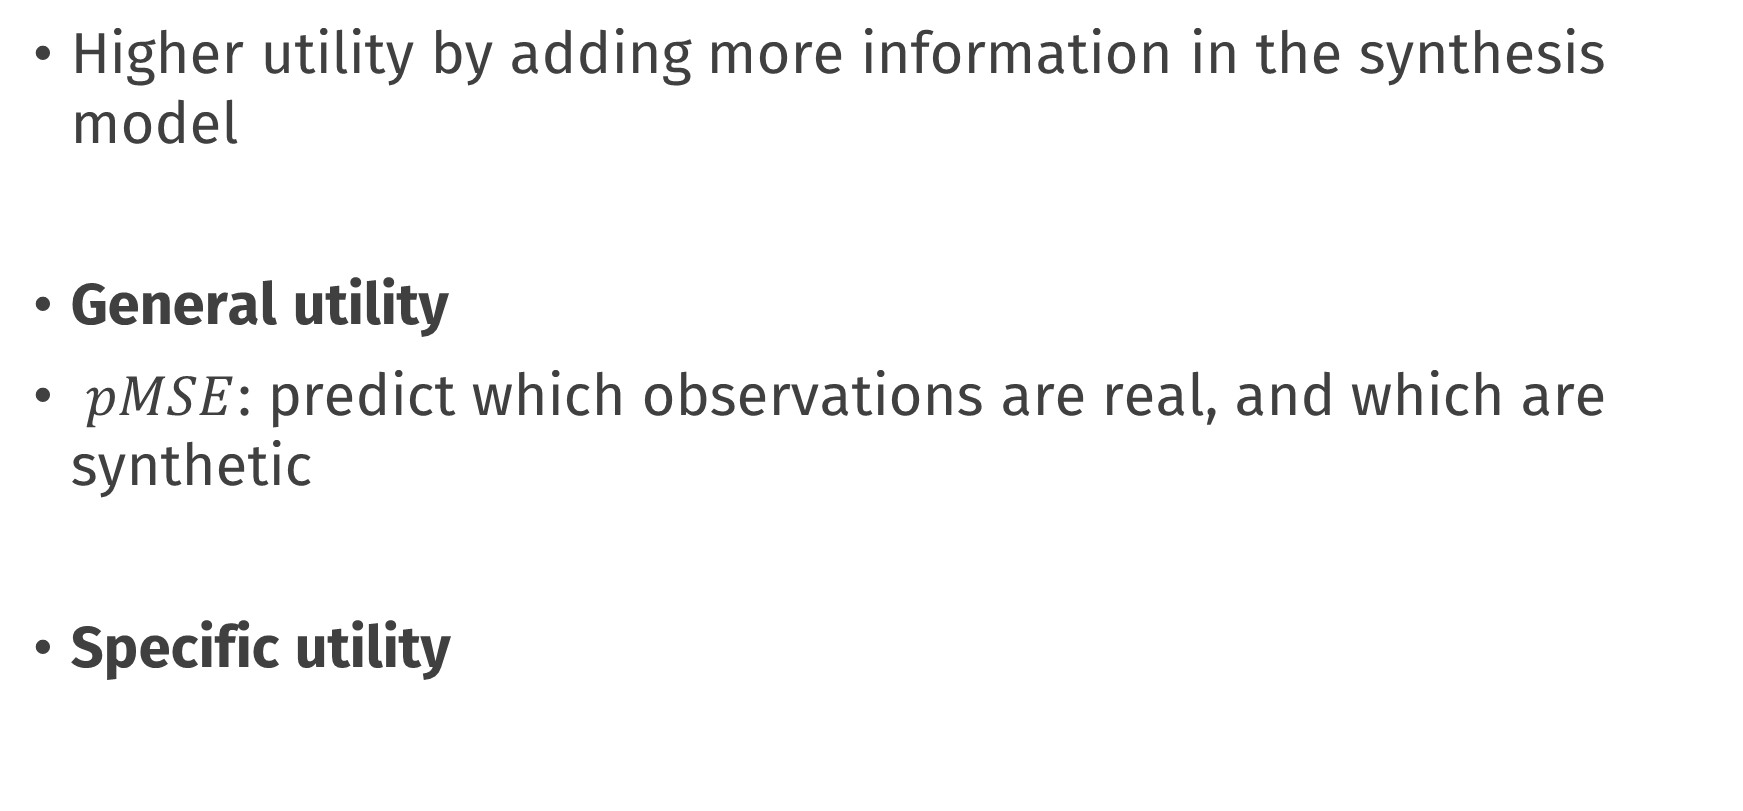 • Higher utility by adding more information in the synthesis
model
• General utility
• pMSE: predict which observations are real, and which are
synthetic
• Specific utility